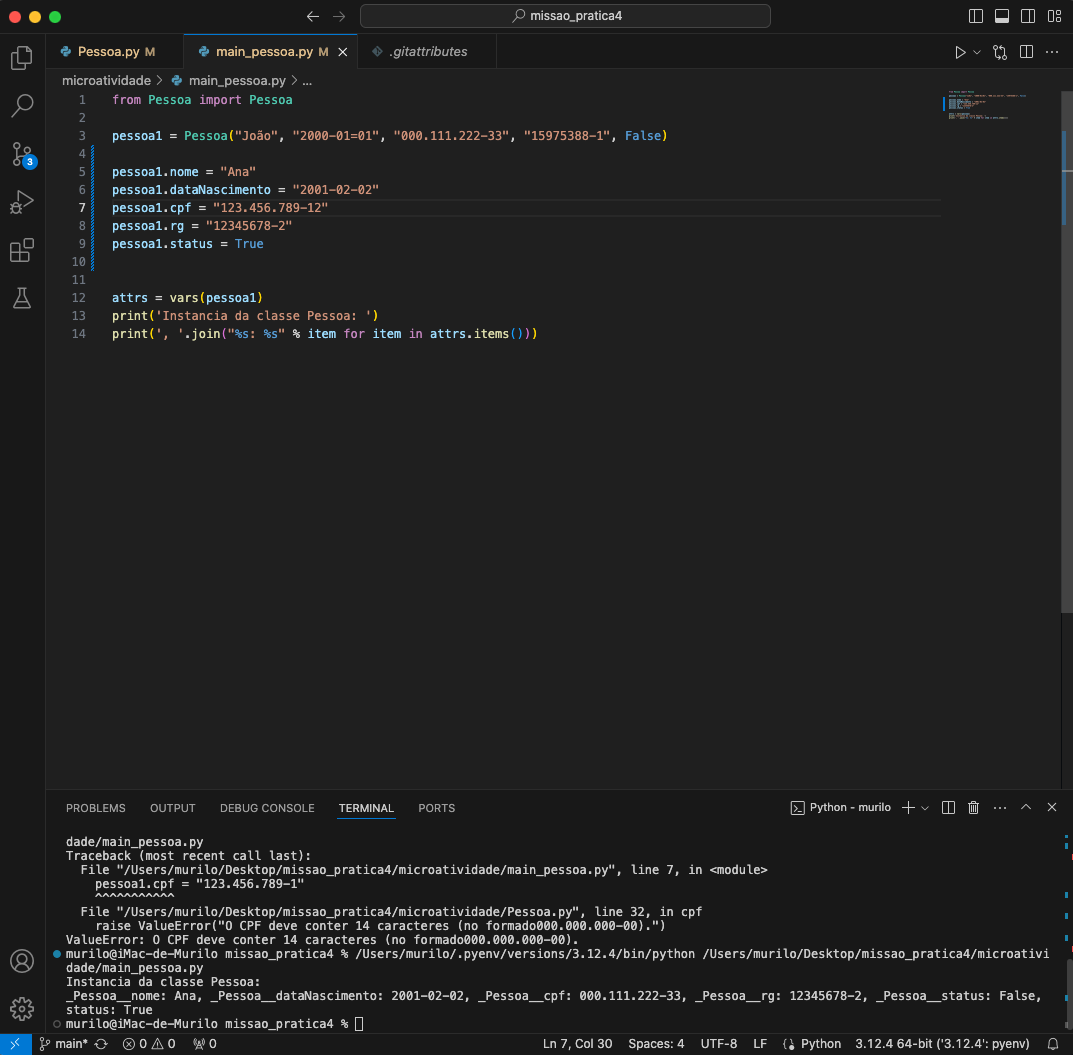 missao_pratica4
Pessoa.py M
main_pessoa.py M
.gitattributes
microatividade > main_pessoa.py > ...
1 from Pessoa import Pessoa
2
3 pessoa1 = Pessoa("João", "2000-01=01", "000.111.222-33", "15975388-1", False)
4
5 pessoa1.nome = "Ana"
6 pessoa1.dataNascimento = "2001-02-02"
7 pessoa1.cpf = "123.456.789-12"
8 pessoa1.rg = "12345678-2"
9 pessoa1.status = True
10
11
12 attrs = vars(pessoa1)
13 print('Instancia da classe Pessoa: ')
14 print(', '.join("%s: %s" % item for item in attrs.items()))
3
PROBLEMS OUTPUT DEBUG CONSOLE TERMINAL PORTS
Python - murilo
dade/main_pessoa.py
Traceback (most recent call last):
File "/Users/murilo/Desktop/missao_pratica4/microatividade/main_pessoa.py", line 7, in <module>
pessoa1.cpf = "123.456.789-1"
^^^^^^^^^^^
File "/Users/murilo/Desktop/missao_pratica4/microatividade/Pessoa.py", line 32, in cpf
raise ValueError("O CPF deve conter 14 caracteres (no formado000.000.000-00).")
ValueError: O CPF deve conter 14 caracteres (no formado000.000.000-00).
murilo@iMac-de-Murilo missao_pratica4 % /Users/murilo/.pyenv/versions/3.12.4/bin/python /Users/murilo/Desktop/missao_pratica4/microativi
dade/main_pessoa.py
Instancia da classe Pessoa:
_Pessoa__nome: Ana, _Pessoa__dataNascimento: 2001-02-02, _Pessoa__cpf: 000.111.222-33, _Pessoa__rg: 12345678-2, _Pessoa__status: False,
status: True
murilo@iMac-de-Murilo missao_pratica4 %
main* 0 0 0 Ln 7, Col 30 Spaces: 4 UTF-8 LF Python 3.12.4 64-bit ('3.12.4': pyenv)